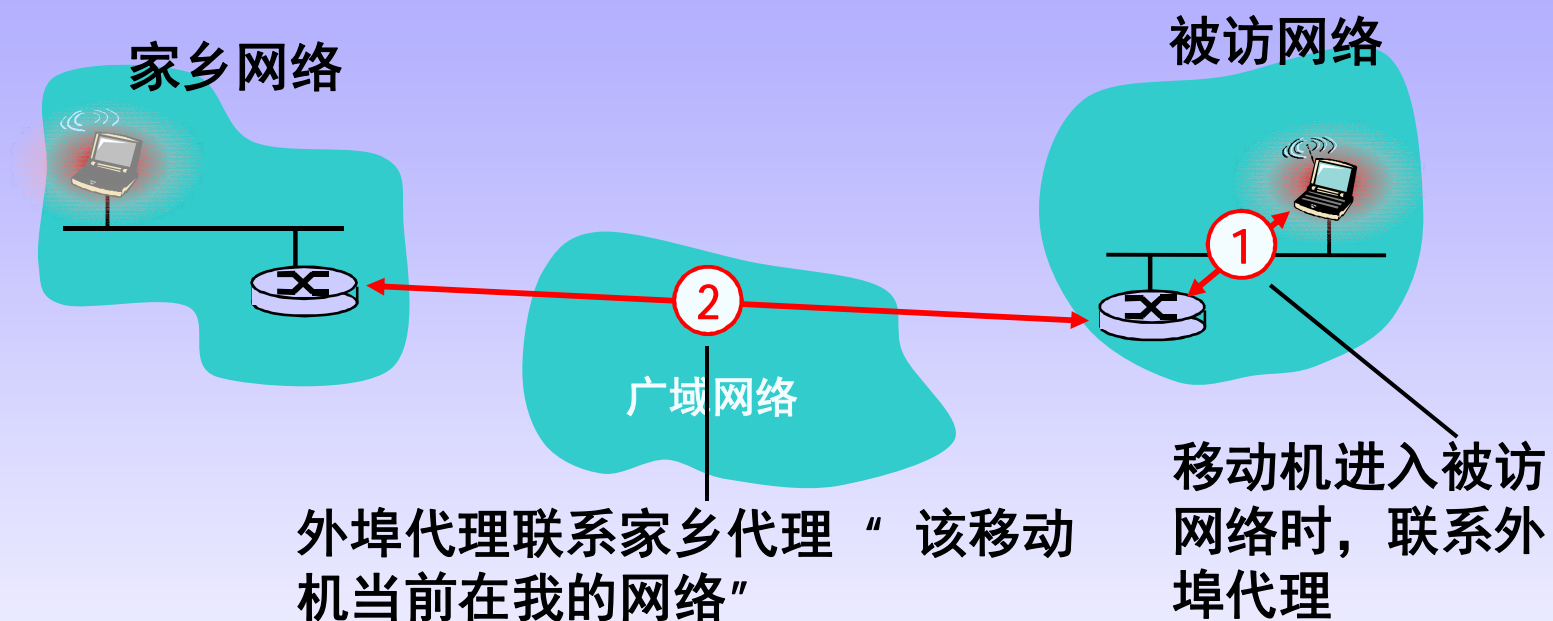 家乡网络
被访网络
1
2
广域网络
外埠代理联系家乡代理 “ 该移动
机当前在我的网络”
移动机进入被访
网络时，联系外
埠代理